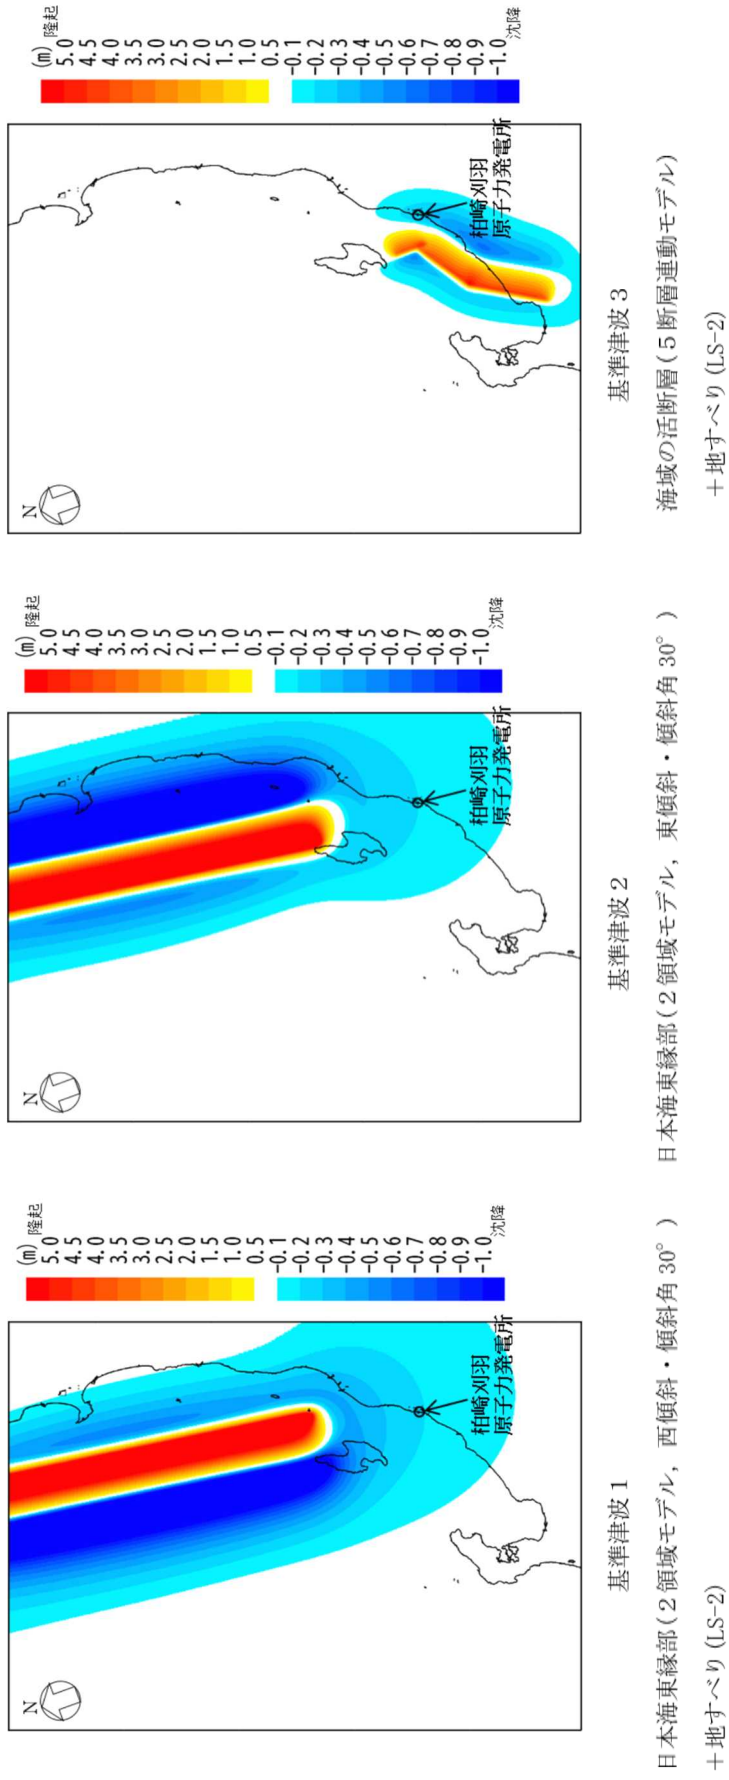 N
(m)
隆起
5.0
4.5
4.0
3.5
3.0
2.5
2.0
1.5
1.0
0.5
-0.1
-0.2
-0.3
-0.4
-0.5
-0.6
-0.7
-0.8
-0.9
-1.0
沈降
柏崎刈羽
原子力発電所
基準津波1
日本海東縁部(2領域モデル, 西傾斜・傾斜角 30° )
+地すべり(LS-2)
N
(m)
隆起
5.0
4.5
4.0
3.5
3.0
2.5
2.0
1.5
1.0
0.5
-0.1
-0.2
-0.3
-0.4
-0.5
-0.6
-0.7
-0.8
-0.9
-1.0
沈降
柏崎刈羽
原子力発電所
基準津波2
日本海東縁部(2領域モデル, 東傾斜・傾斜角 30° )
N
(m)
隆起
5.0
4.5
4.0
3.5
3.0
2.5
2.0
1.5
1.0
0.5
-0.1
-0.2
-0.3
-0.4
-0.5
-0.6
-0.7
-0.8
-0.9
-1.0
沈降
柏崎刈羽
原子力発電所
基準津波3
海域の活断層(5断層連動モデル)
+地すべり(LS-2)